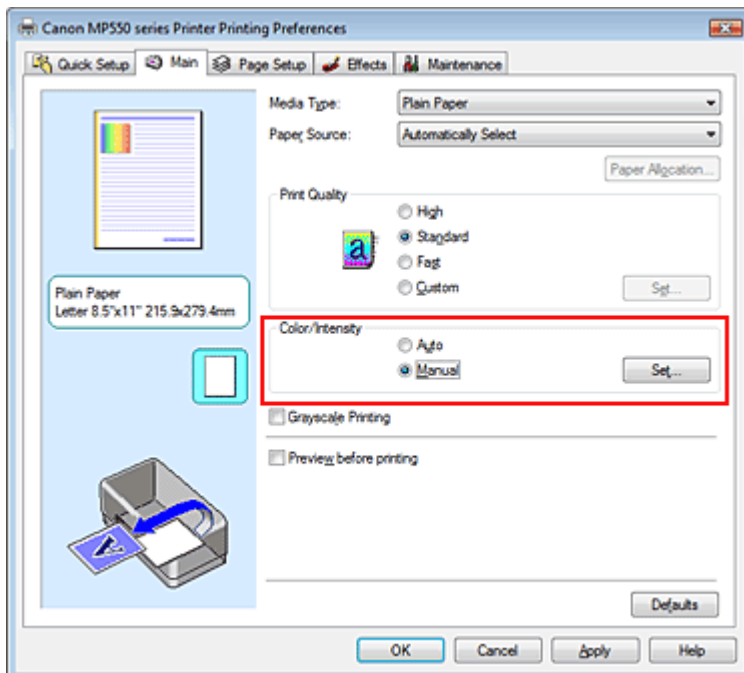 Canon MP550 series Printer Printing Preferences
Quick Setup Main Page Setup Effects Maintenance
Media Type: Plain Paper
Paper Source: Automatically Select
Paper Allocation...
Print Quality
High
a Standard
Fast
Custom Set...
Plain Paper
Letter 8.5"x11" 215.9x279.4mm
Color/Intensity
Auto
Manual Set...
Grayscale Printing
Preview before printing
A
Defaults
OK Cancel Apply Help